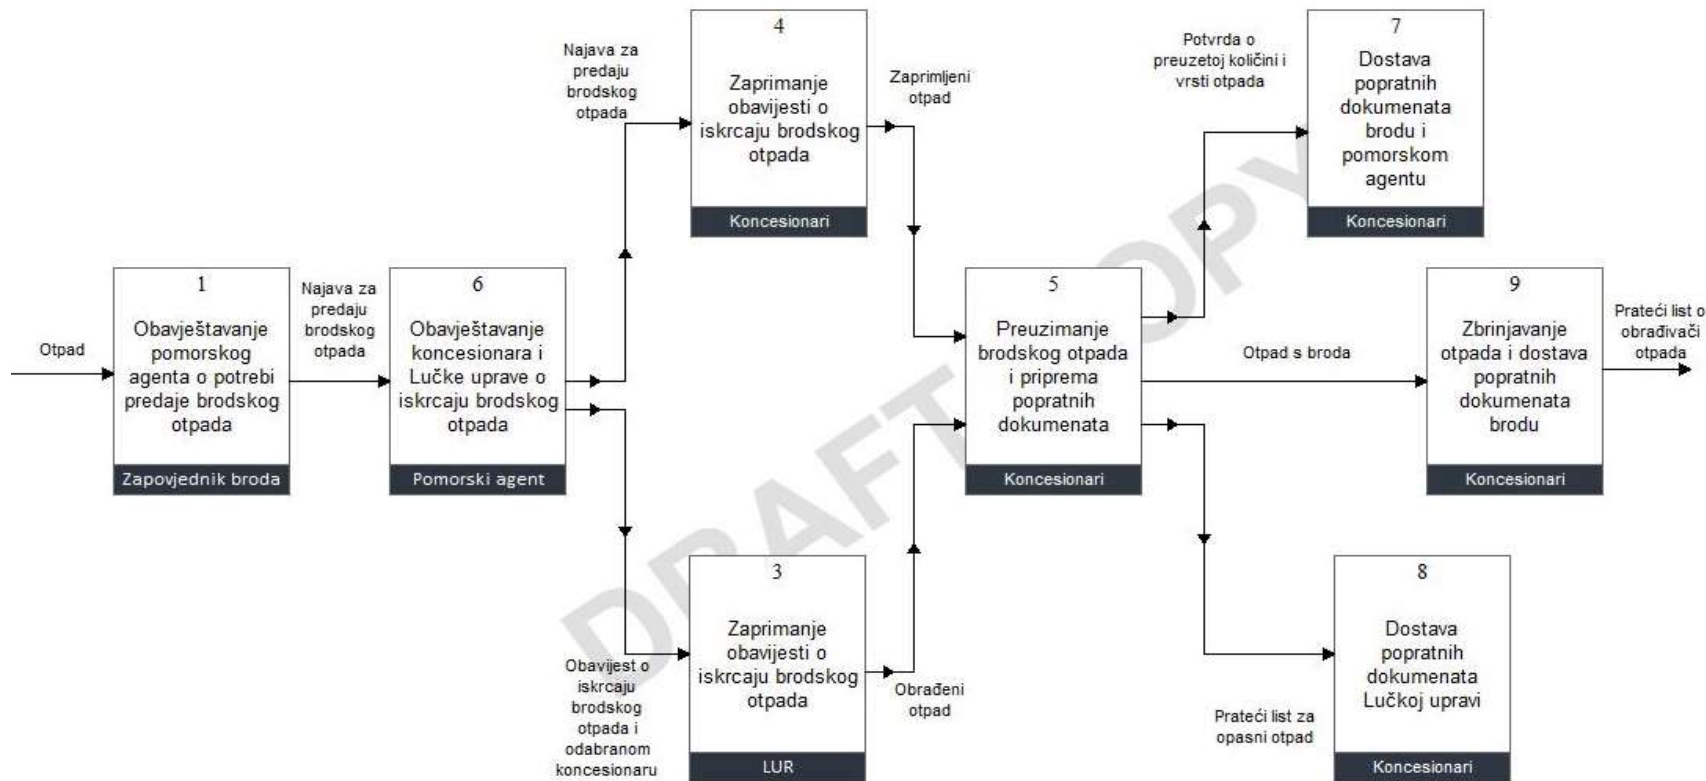 Otpad
1
Obavještavanje
pomorskog
agenta o potrebi
predaje brodskog
otpada
Zapovjednik broda
Najava za
predaju
brodskog
otpada
6
Obavještavanje
koncesionara i
Lučke uprave o
iskrcaju brodskog
otpada
Pomorski agent
Najava za
predaju
brodskog
otpada
4
Zaprimanje
obavijesti o
iskrcaju brodskog
otpada
Koncesionari
Zaprimljeni
otpad
Obavijest o
iskrcaju
brodskog
otpada i
odabranom
koncesionaru
3
Zaprimanje
obavijesti o
iskrcaju brodskog
otpada
LUR
Obrađeni
otpad
5
Preuzimanje
brodskog otpada
i priprema
popratnih
dokumenata
Koncesionari
Potvrda o
preuzetoj količini i
vrsti otpada
7
Dostava
popratnih
dokumenata
brodu i
pomorskom
agentu
Koncesionari
Otpad s broda
9
Zbrinjavanje
otpada i dostava
popratnih
dokumenata
brodu
Koncesionari
Prateći list o
obrađivači
otpada
Prateći list za
opasni otpad
8
Dostava
popratnih
dokumenata
Lučkoj upravi
Koncesionari
DRAFT COPY